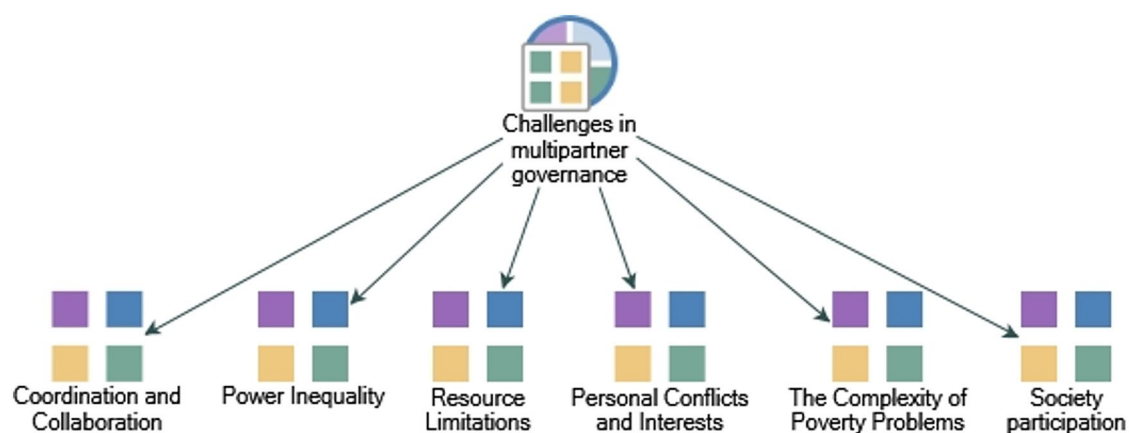 Challenges in
multipartner
governance
Coordination and
Collaboration
Power Inequality
Resource
Limitations
Personal Conflicts
and Interests
The Complexity of
Poverty Problems
Society
participation